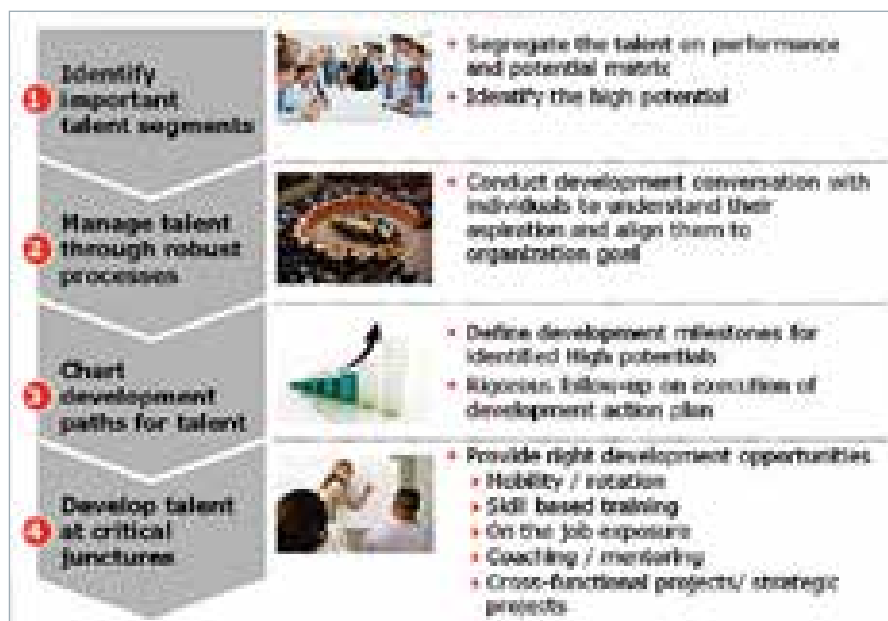 1
Identify
important
talent segments
• Segregate the talent on performance
and potential matrix
• Identify the high potential
2
Manage talent
through robust
processes
• Conduct development conversation with
individuals to understand their
aspiration and align them to
organization goal
3
Chart
development
paths for talent
• Define development milestones for
identified High potentials
• Rigorous follow-up on execution of
development action plan
4
Develop talent
at critical
junctures
• Provide right development opportunities
Mobility / rotation
Skill based training
On the job exposure
Coaching / mentoring
Cross-functional projects/ strategic
projects